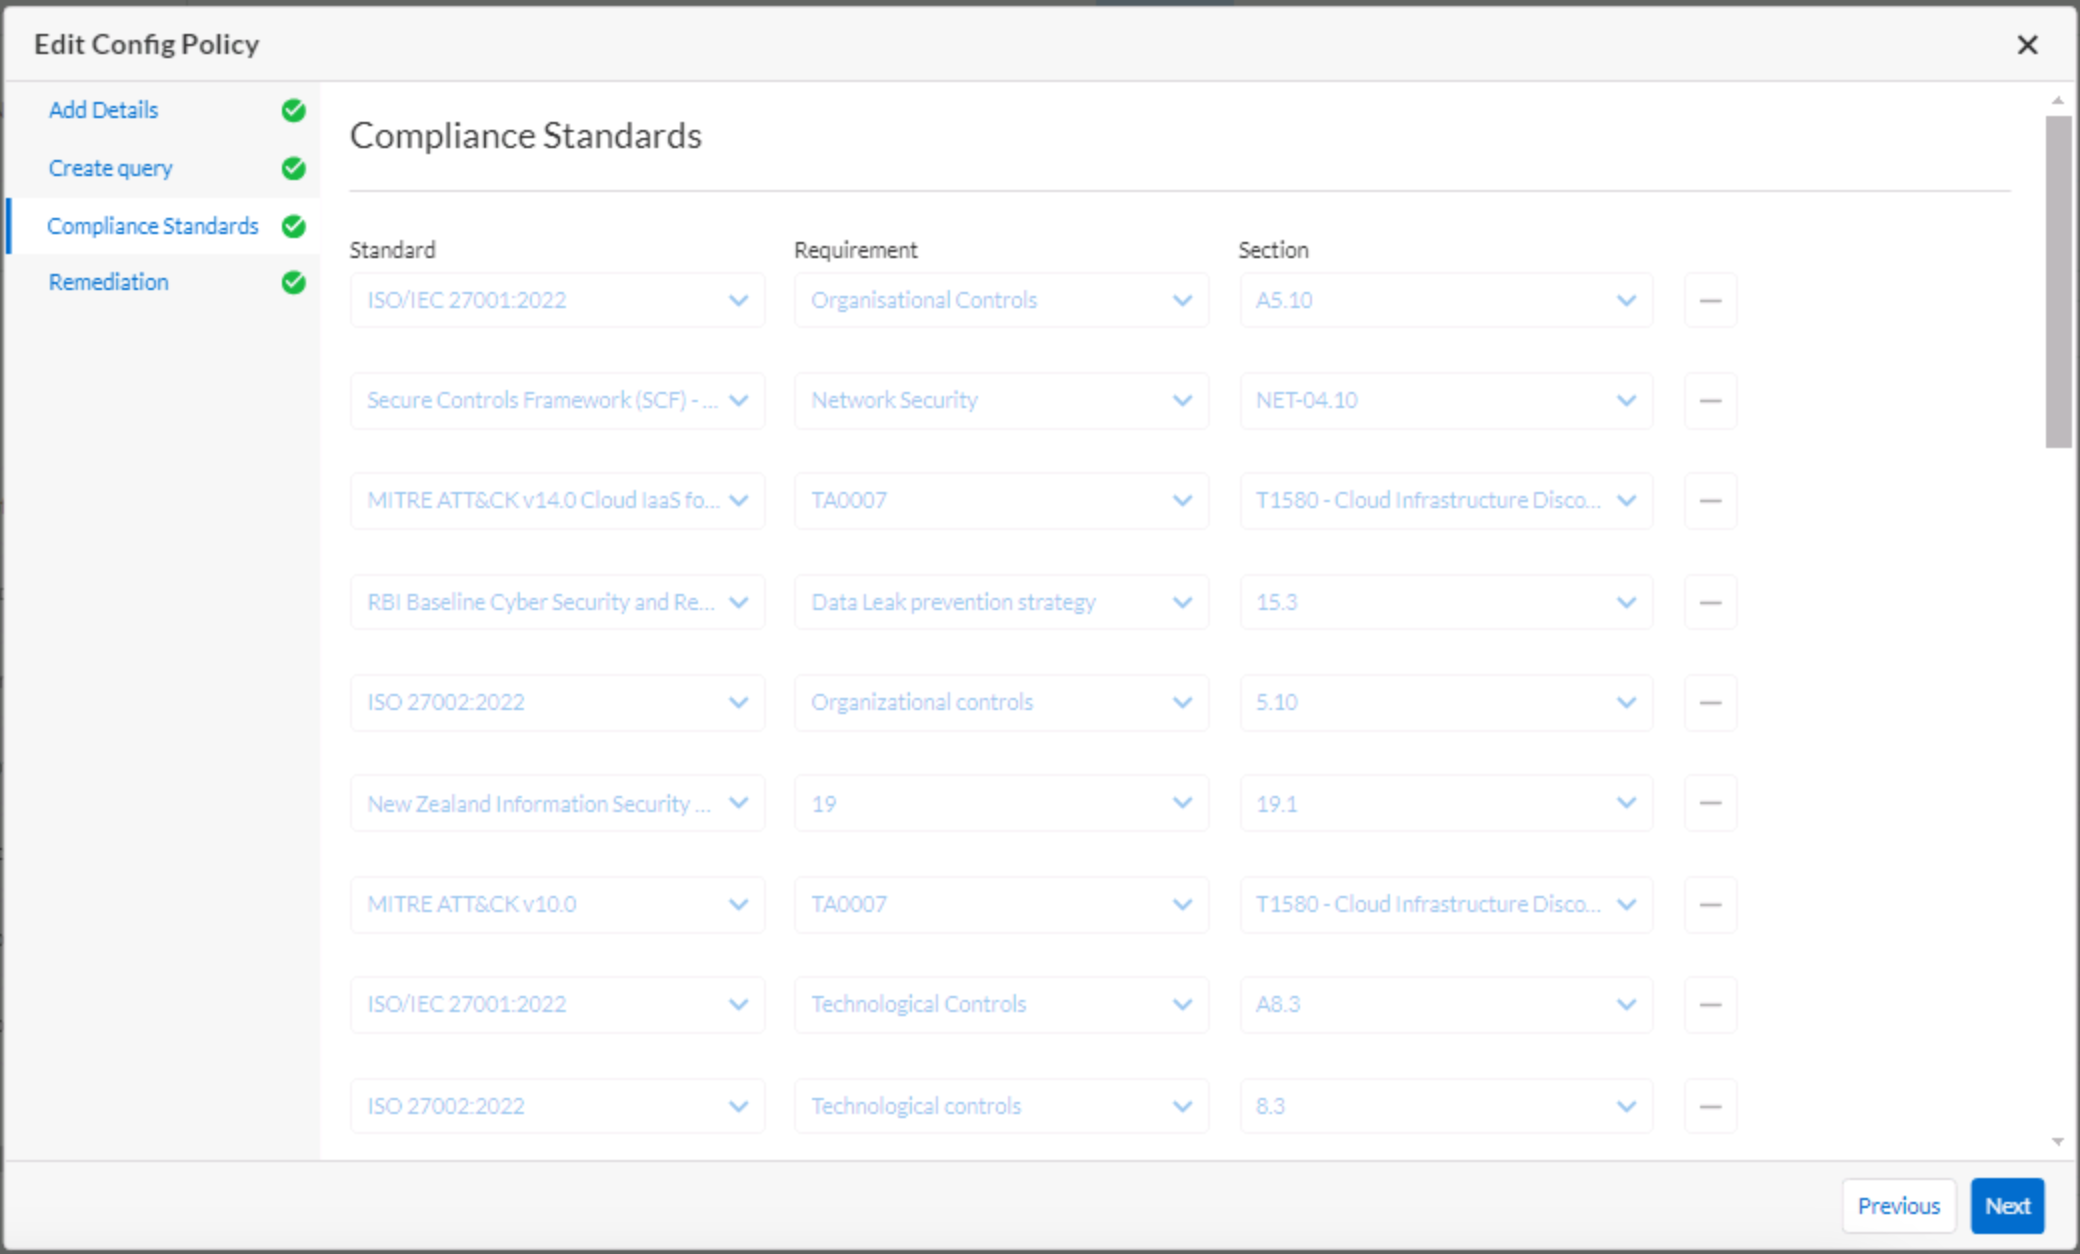 Edit Config Policy
Add Details
Create query
Compliance Standards
Remediation
Compliance Standards
Standard Requirement Section
ISO/IEC 27001:2022 Organisational Controls A5.10
Secure Controls Framework (SCF) - ... Network Security NET-04.10
MITRE ATT&CK v14.0 Cloud IaaS fo... TA0007 T1580 - Cloud Infrastructure Disco...
RBI Baseline Cyber Security and Re... Data Leak prevention strategy 15.3
ISO 27002:2022 Organizational controls 5.10
New Zealand Information Security ... 19 19.1
MITRE ATT&CK v10.0 TA0007 T1580 - Cloud Infrastructure Disco...
ISO/IEC 27001:2022 Technological Controls A8.3
ISO 27002:2022 Technological controls 8.3
Previous Next